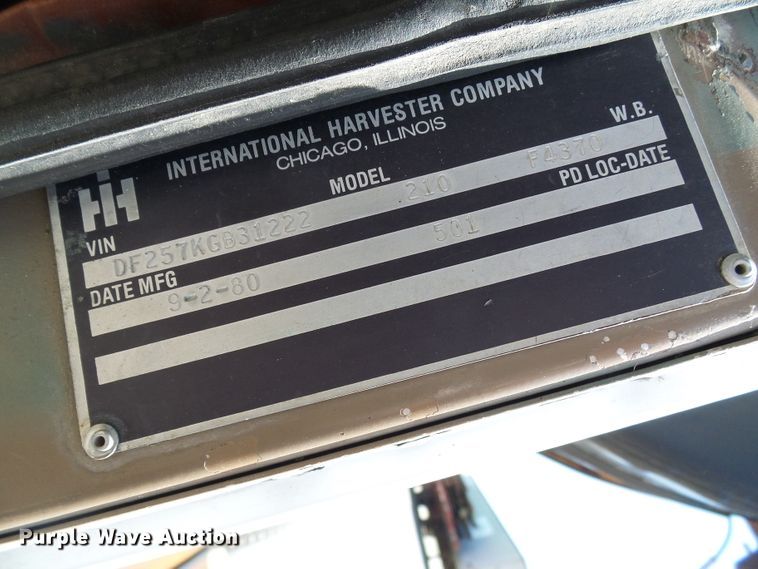 INTERNATIONAL HARVESTER COMPANY
CHICAGO, ILLINOIS
IH
VIN MODEL W.B.
DF257KGB31222 210 F4370
DATE MFG PD LOC-DATE
9-2-80 501
Purple Wave Auction